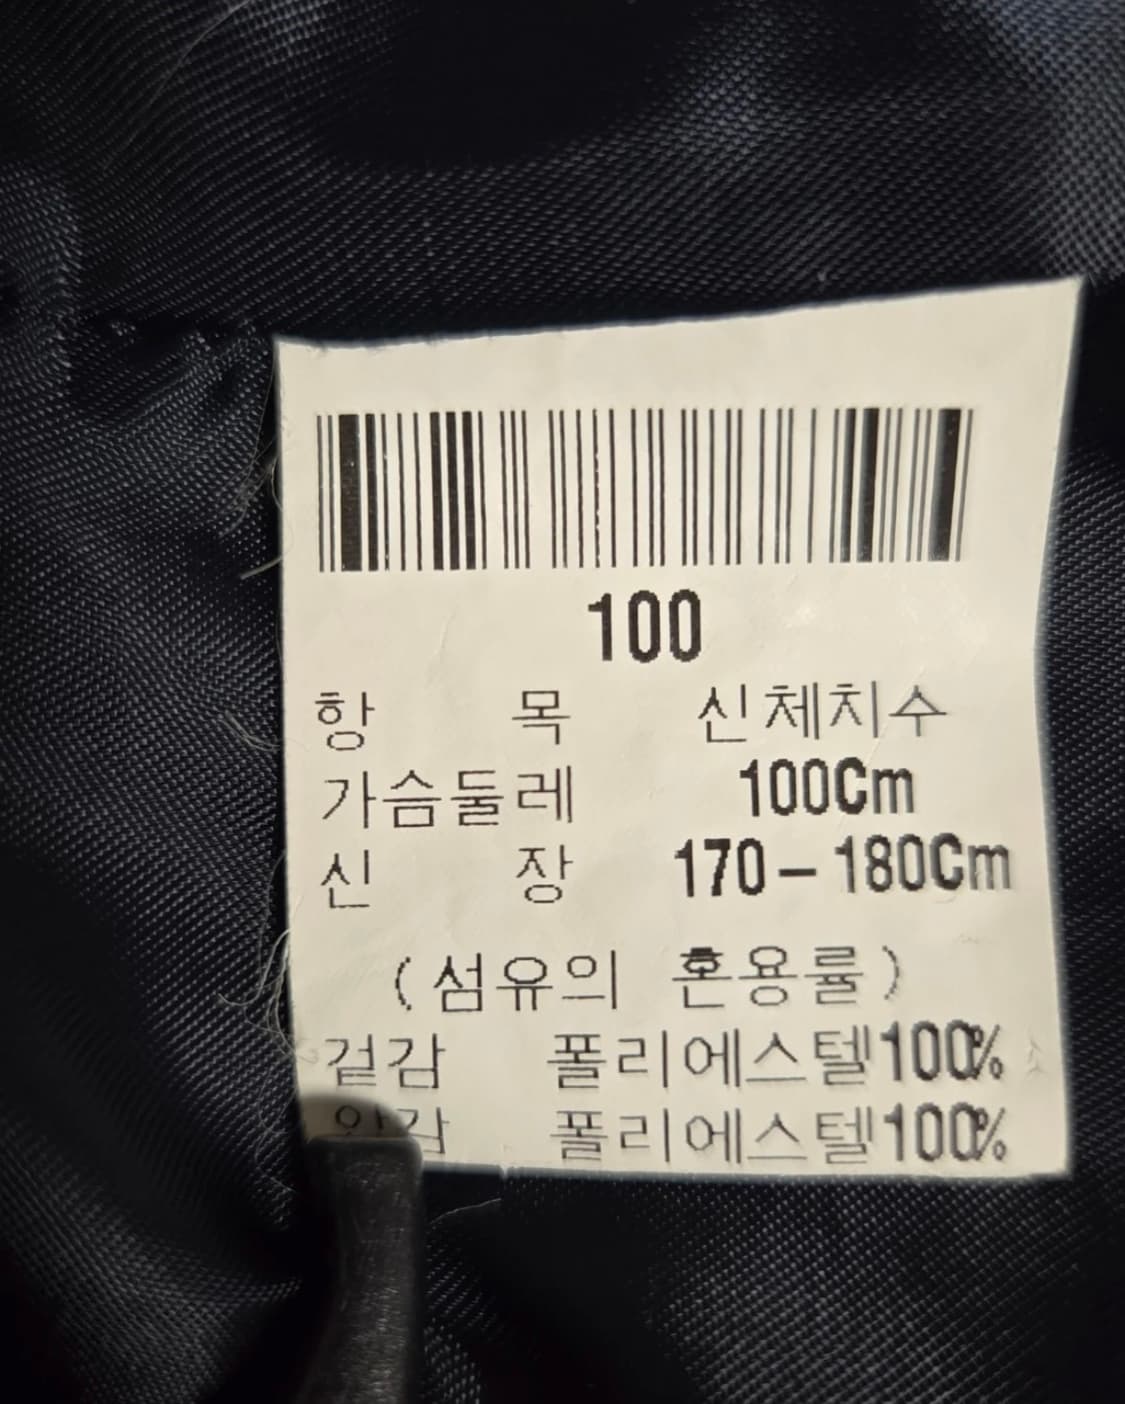 100
항 목 신체치수
가슴둘레 100Cm
신 장 170-180Cm
(섬유의 혼용률)
겉감 폴리에스텔100%
안감 폴리에스텔100%